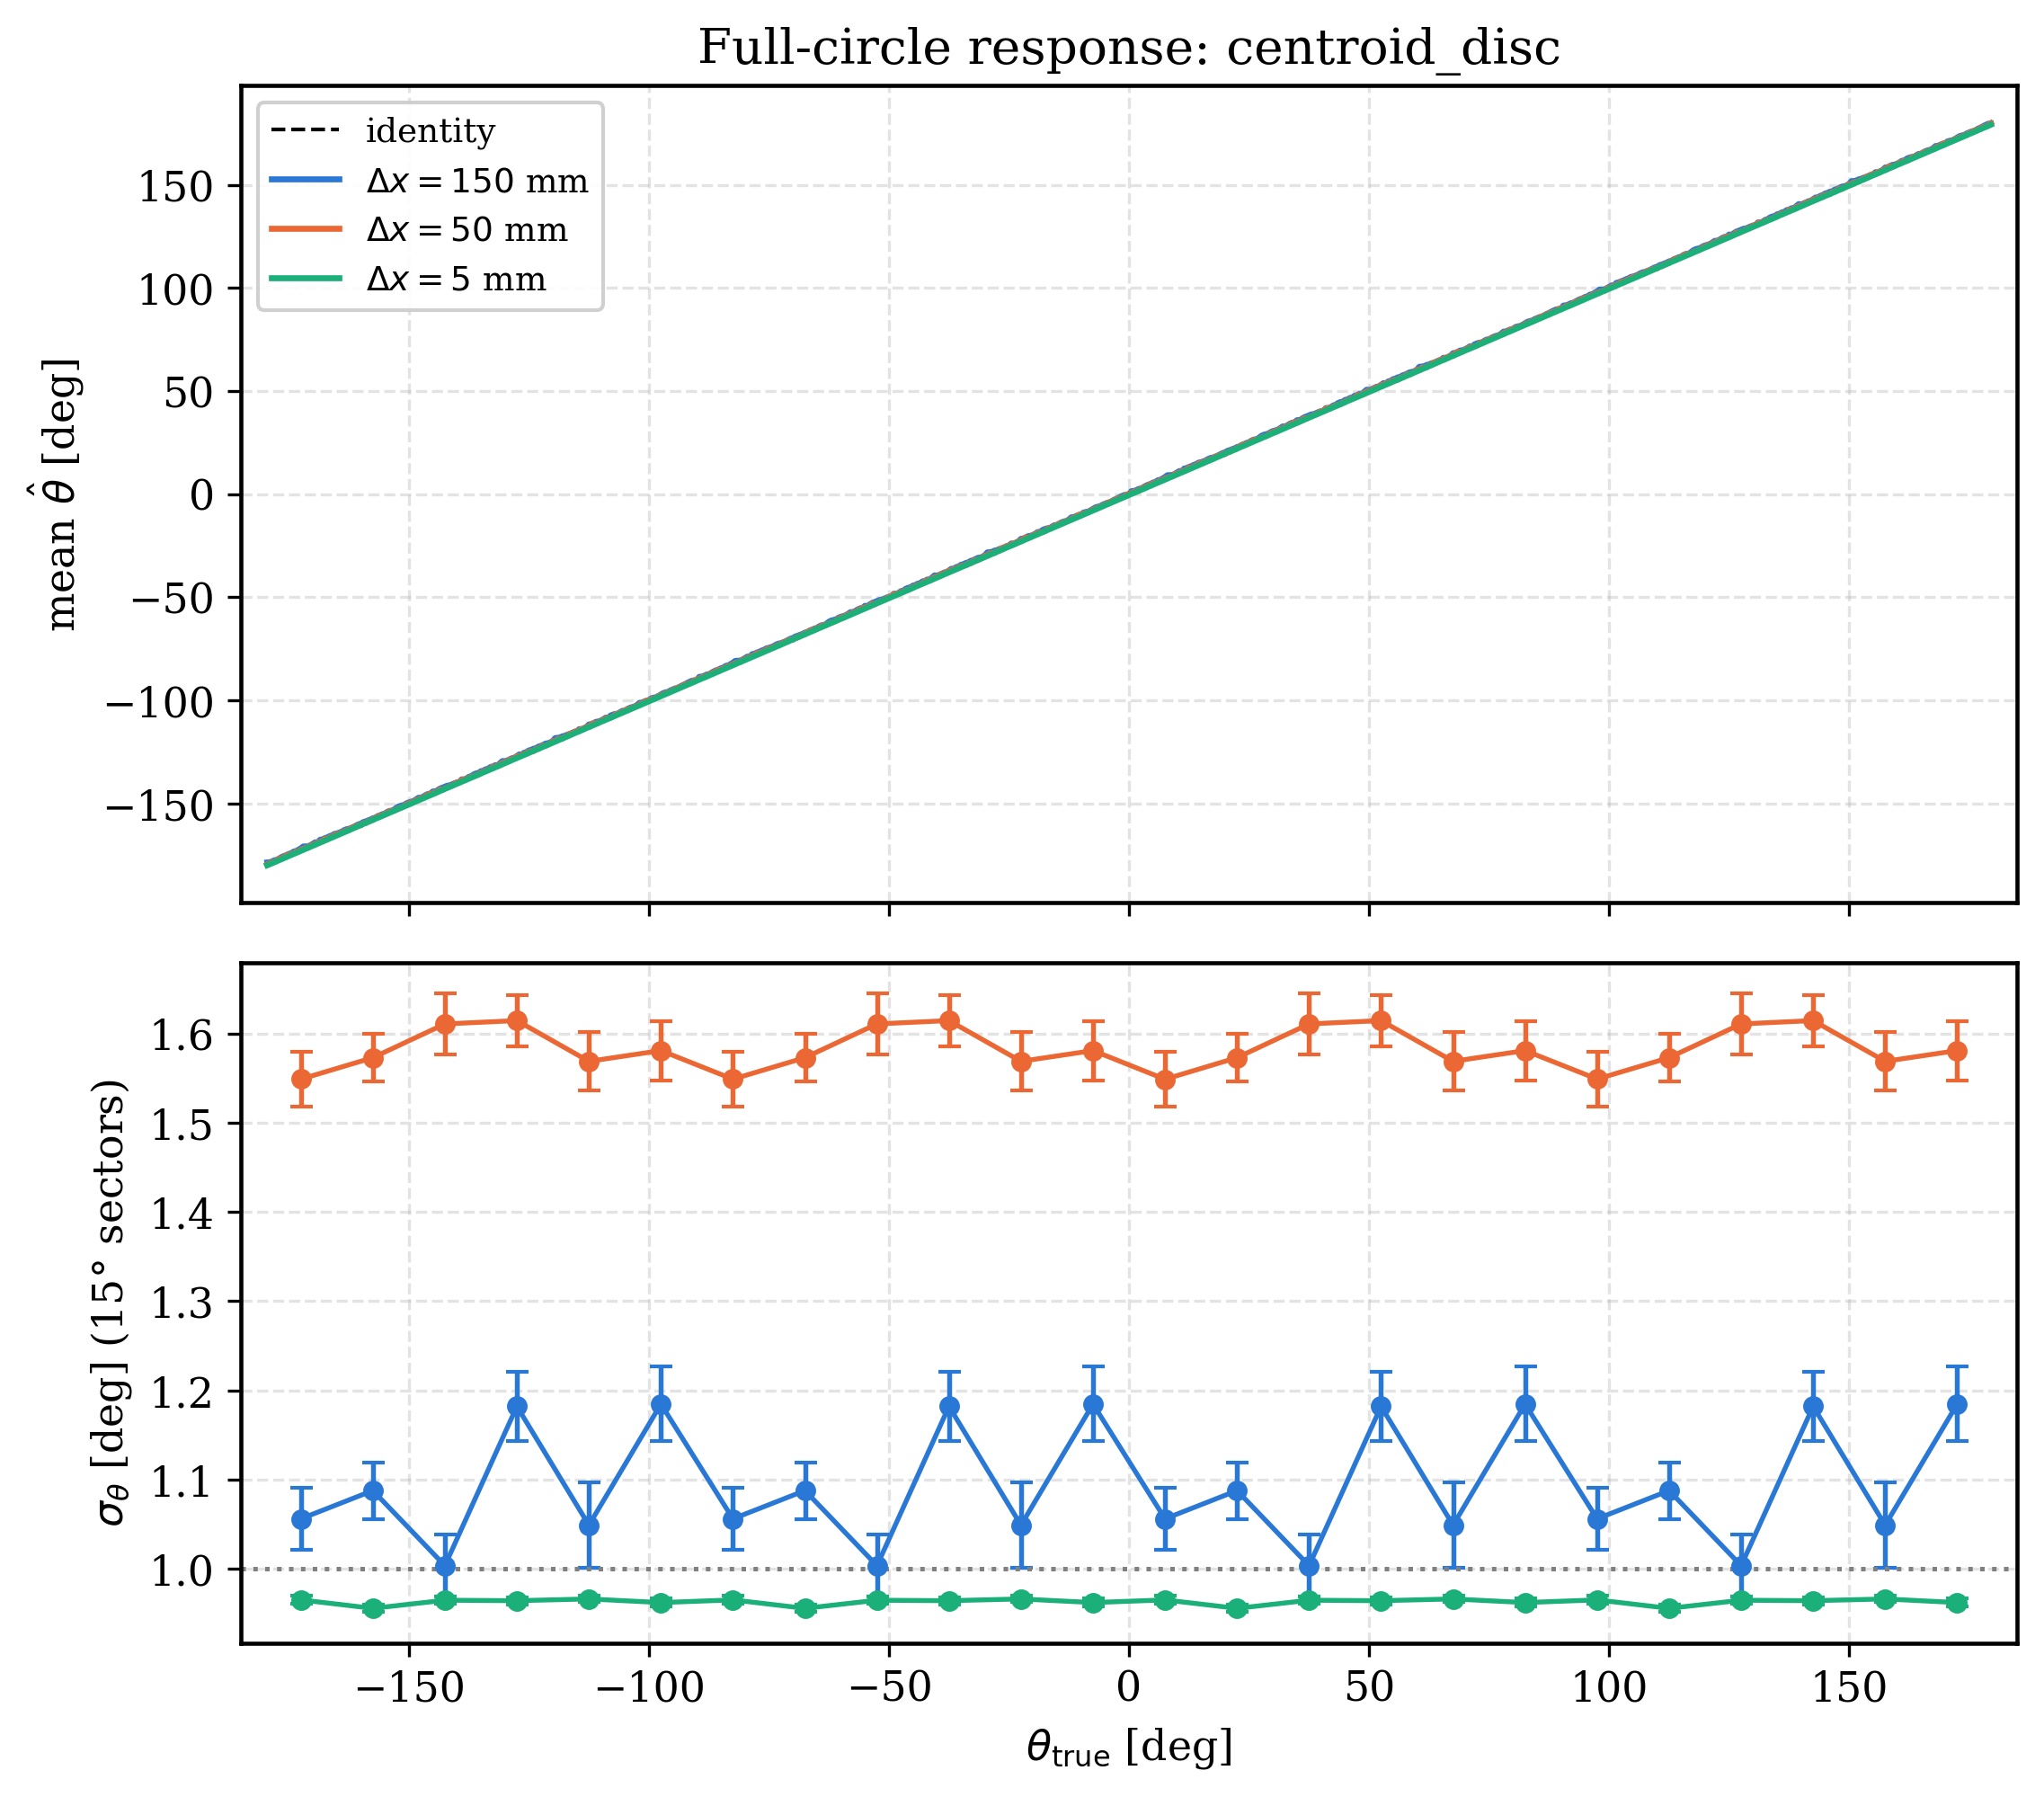 Full-circle response: centroid_disc
identity
Δx = 150 mm
Δx = 50 mm
Δx = 5 mm
mean θ̂ [deg]
150
100
50
0
−50
−100
−150
σθ [deg] (15° sectors)
1.6
1.5
1.4
1.3
1.2
1.1
1.0
−150 −100 −50 0 50 100 150
θtrue [deg]